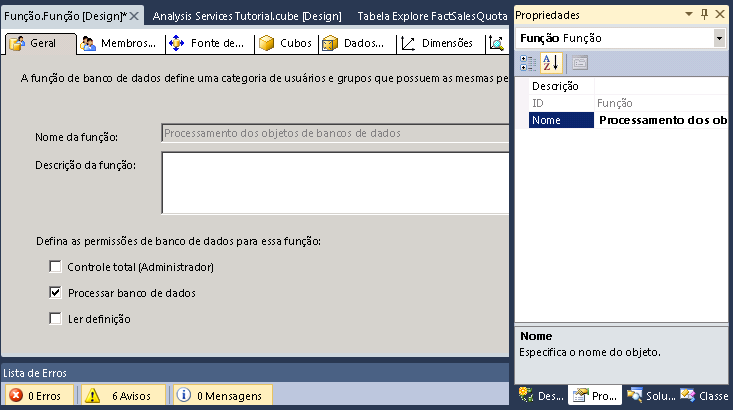 Função.Função [Design]* Analysis Services Tutorial.cube [Design] Tabela Explore FactSalesQuota
Geral Membros... Fonte de... Cubos Dados... Dimensões
A função de banco de dados define uma categoria de usuários e grupos que possuem as mesmas pe
Nome da função: Processamento dos objetos de bancos de dados
Descrição da função:
Defina as permissões de banco de dados para essa função:
Controle total (Administrador)
Processar banco de dados
Ler definição
Lista de Erros
0 Erros 6 Avisos 0 Mensagens
Propriedades
Função Função
Descrição
ID Função
Nome Processamento dos ob
Nome
Especifica o nome do objeto.
Des... Pro... Solu... Classe